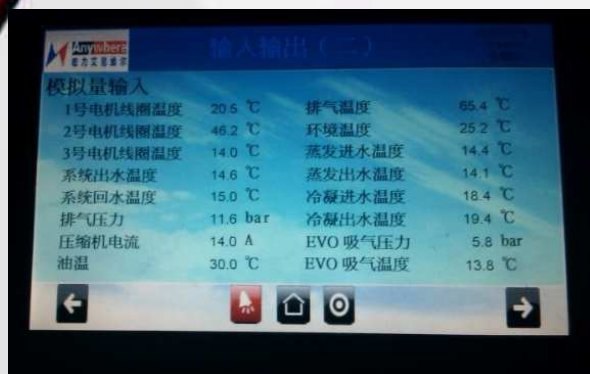 Anywhere
输入输出（二）
模拟量输入
1号电机线圈温度 20.5 ℃ 排气温度 65.4 ℃
2号电机线圈温度 46.2 ℃ 环境温度 25.2 ℃
3号电机线圈温度 14.0 ℃ 蒸发进水温度 14.4 ℃
系统出水温度 14.6 ℃ 蒸发出水温度 14.1 ℃
系统回水温度 15.0 ℃ 冷凝进水温度 18.4 ℃
排气压力 11.6 bar 冷凝出水温度 19.4 ℃
压缩机电流 14.0 A EVO 吸气压力 5.8 bar
油温 30.0 ℃ EVO 吸气温度 13.8 ℃